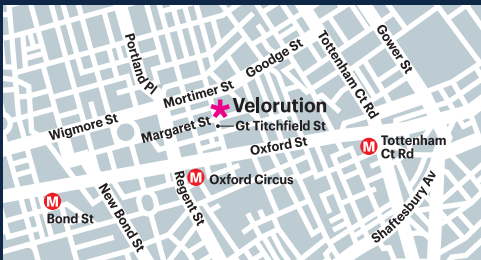 Portland Pl
Goodge St
Tottenham Ct Rd
Gower St
Mortimer St
Velorution
Wigmore St
Margaret St
Gt Titchfield St
Oxford St
M
Tottenham
Ct Rd
M
Oxford Circus
M
Bond St
New Bond St
Regent St
Shaftesbury Av